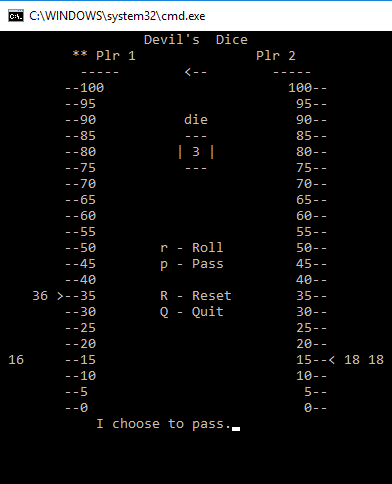 C:\WINDOWS\system32\cmd.exe
Devil's  Dice
** Plr 1               Plr 2
-----        <--        -----
--100                       100--
--95                         95--
--90           die           90--
--85           ---           85--
--80          | 3 |          80--
--75           ---           75--
--70                         70--
--65                         65--
--60                         60--
--55                         55--
--50        r - Roll         50--
--45        p - Pass         45--
--40                         40--
36 >--35        R - Reset        35--
--30        Q - Quit         30--
--25                         25--
--20                         20--
16     --15                         15--< 18 18
--10                         10--
--5                           5--
--0                           0--
I choose to pass.